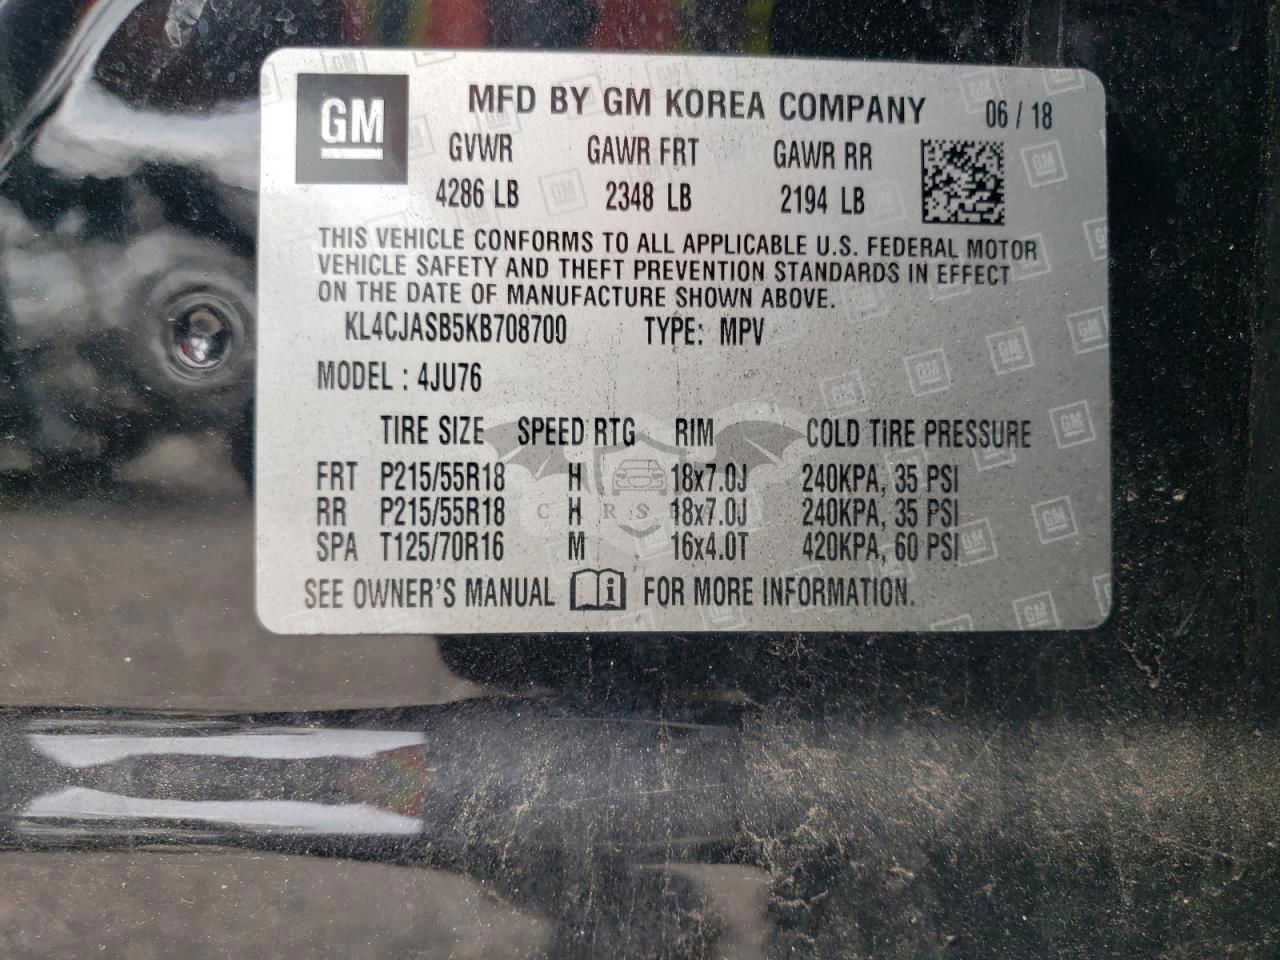 GM
MFD BY GM KOREA COMPANY 06 / 18
GVWR GAWR FRT GAWR RR
4286 LB 2348 LB 2194 LB
THIS VEHICLE CONFORMS TO ALL APPLICABLE U.S. FEDERAL MOTOR
VEHICLE SAFETY AND THEFT PREVENTION STANDARDS IN EFFECT
ON THE DATE OF MANUFACTURE SHOWN ABOVE.
KL4CJASB5KB708700 TYPE: MPV
MODEL : 4JU76
TIRE SIZE SPEED RTG RIM COLD TIRE PRESSURE
FRT P215/55R18 H 18x7.0J 240KPA, 35 PSI
RR P215/55R18 H 18x7.0J 240KPA, 35 PSI
SPA T125/70R16 M 16x4.0T 420KPA, 60 PSI
SEE OWNER'S MANUAL i FOR MORE INFORMATION.